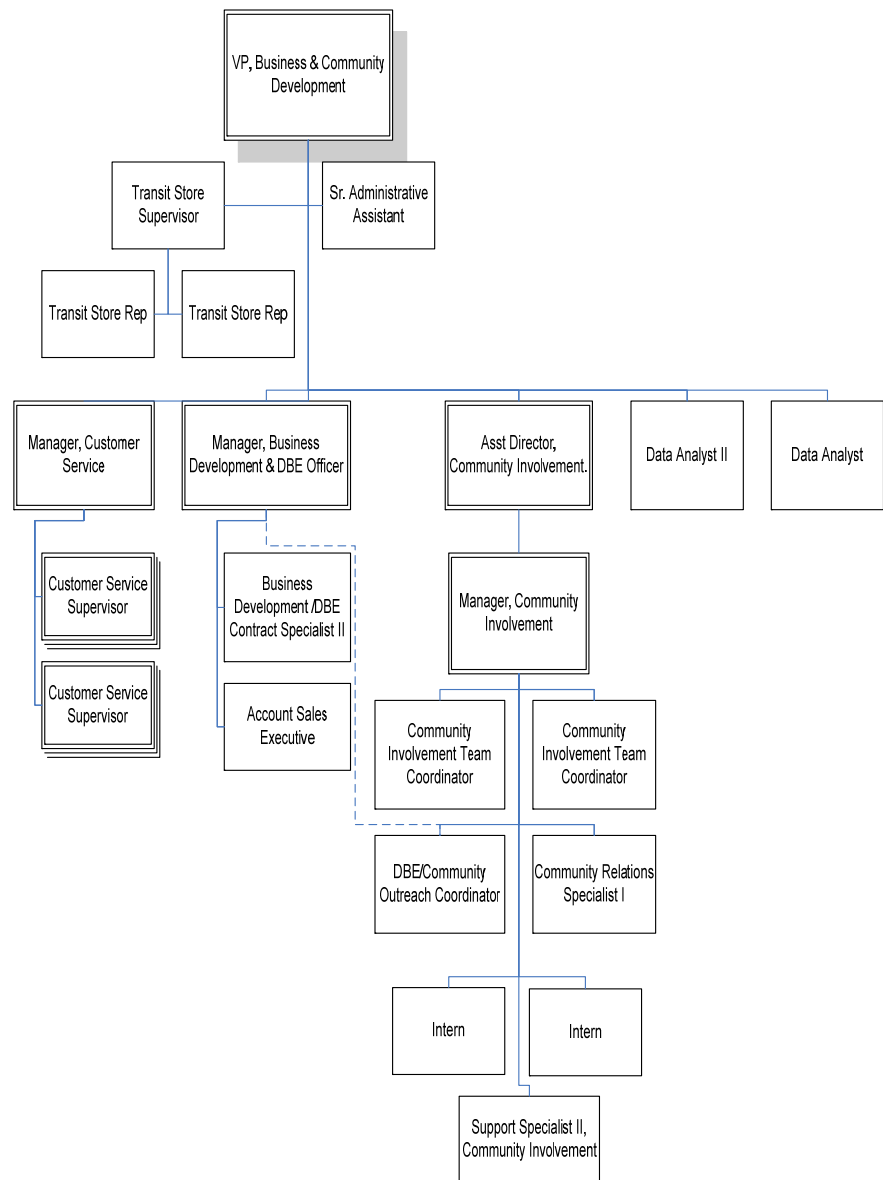 VP, Business & Community
Development
Transit Store
Supervisor
Sr. Administrative
Assistant
Transit Store Rep
Transit Store Rep
Manager, Customer
Service
Manager, Business
Development & DBE Officer
Asst Director,
Community Involvement.
Data Analyst II
Data Analyst
Customer Service
Supervisor
Business
Development /DBE
Contract Specialist II
Manager, Community
Involvement
Customer Service
Supervisor
Account Sales
Executive
Community
Involvement Team
Coordinator
Community
Involvement Team
Coordinator
DBE/Community
Outreach Coordinator
Community Relations
Specialist I
Intern
Intern
Support Specialist II,
Community Involvement